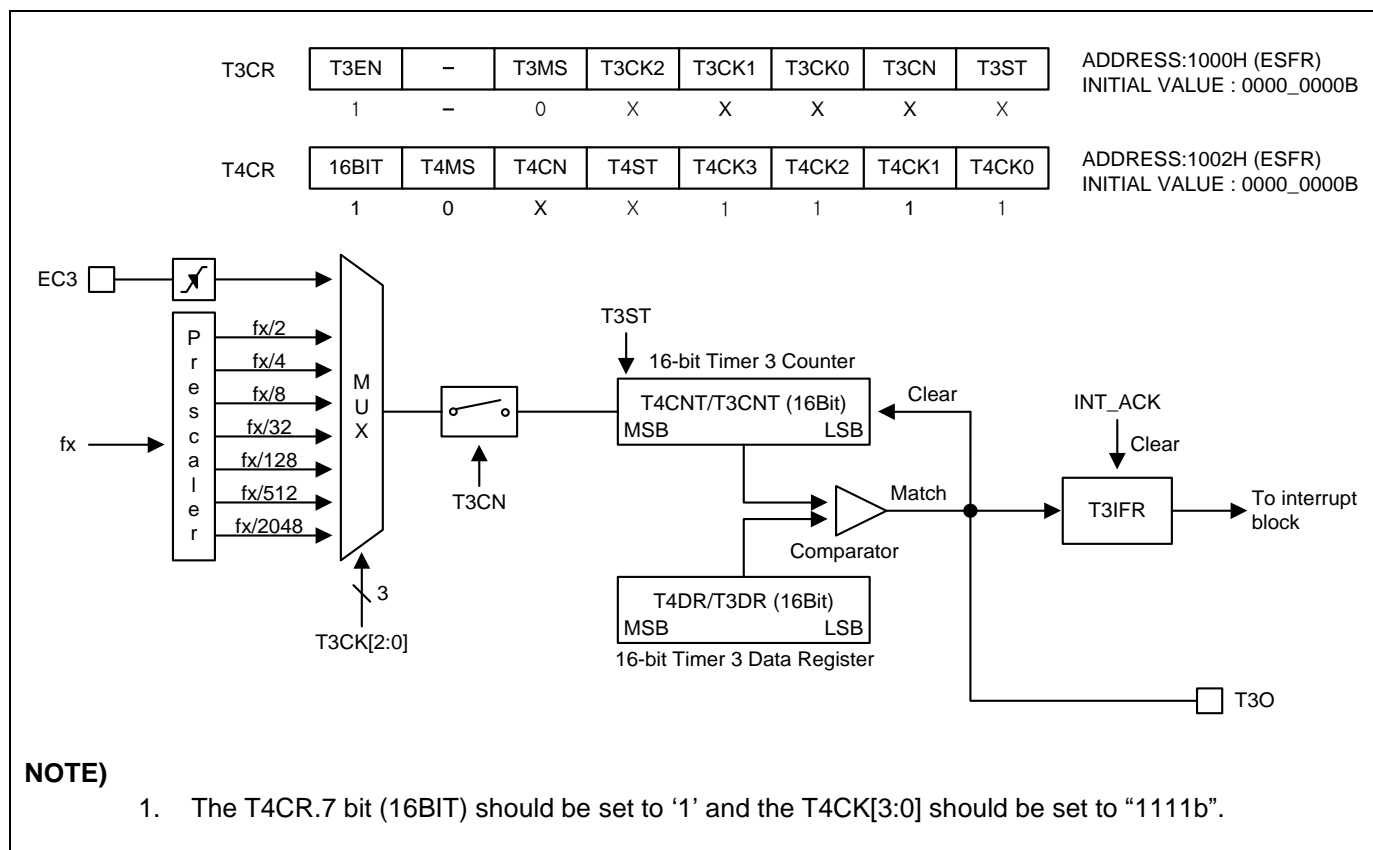 T3CR T3EN – T3MS T3CK2 T3CK1 T3CK0 T3CN T3ST
ADDRESS:1000H (ESFR)
INITIAL VALUE : 0000_0000B
1 – 0 X X X X X
T4CR 16BIT T4MS T4CN T4ST T4CK3 T4CK2 T4CK1 T4CK0
ADDRESS:1002H (ESFR)
INITIAL VALUE : 0000_0000B
1 0 X X 1 1 1 1
EC3
fx
Prescaler
fx/2
fx/4
fx/8
fx/32
fx/128
fx/512
fx/2048
MUX
3
T3CK[2:0]
T3CN
T3ST
16-bit Timer 3 Counter
T4CNT/T3CNT (16Bit)
MSB LSB
Clear
Match
Comparator
T4DR/T3DR (16Bit)
MSB LSB
16-bit Timer 3 Data Register
INT_ACK
Clear
T3IFR
To interrupt
block
T3O
NOTE)
1. The T4CR.7 bit (16BIT) should be set to ‘1’ and the T4CK[3:0] should be set to “1111b”.